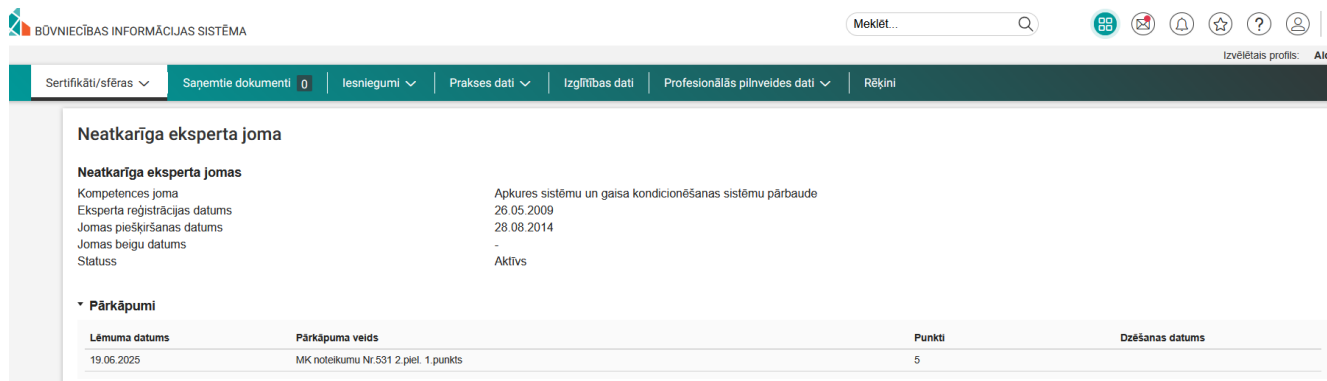 BŪVNIECĪBAS INFORMĀCIJAS SISTĒMA
Meklēt...
Izvēlētais profils:
Sertifikāti/sfēras Saņemtie dokumenti 0 Iesniegumi Prakses dati Izglītības dati Profesionālās pilnveides dati Rēķini
Neatkarīga eksperta joma
Neatkarīga eksperta jomas
Kompetences joma Apkures sistēmu un gaisa kondicionēšanas sistēmu pārbaude
Eksperta reģistrācijas datums 26.05.2009
Jomas piešķiršanas datums 28.08.2014
Jomas beigu datums -
Statuss Aktīvs
Pārkāpumi
Lēmuma datums Pārkāpuma veids Punkti Dzēšanas datums
19.06.2025 MK noteikumu Nr.531 2.piel. 1.punkts 5